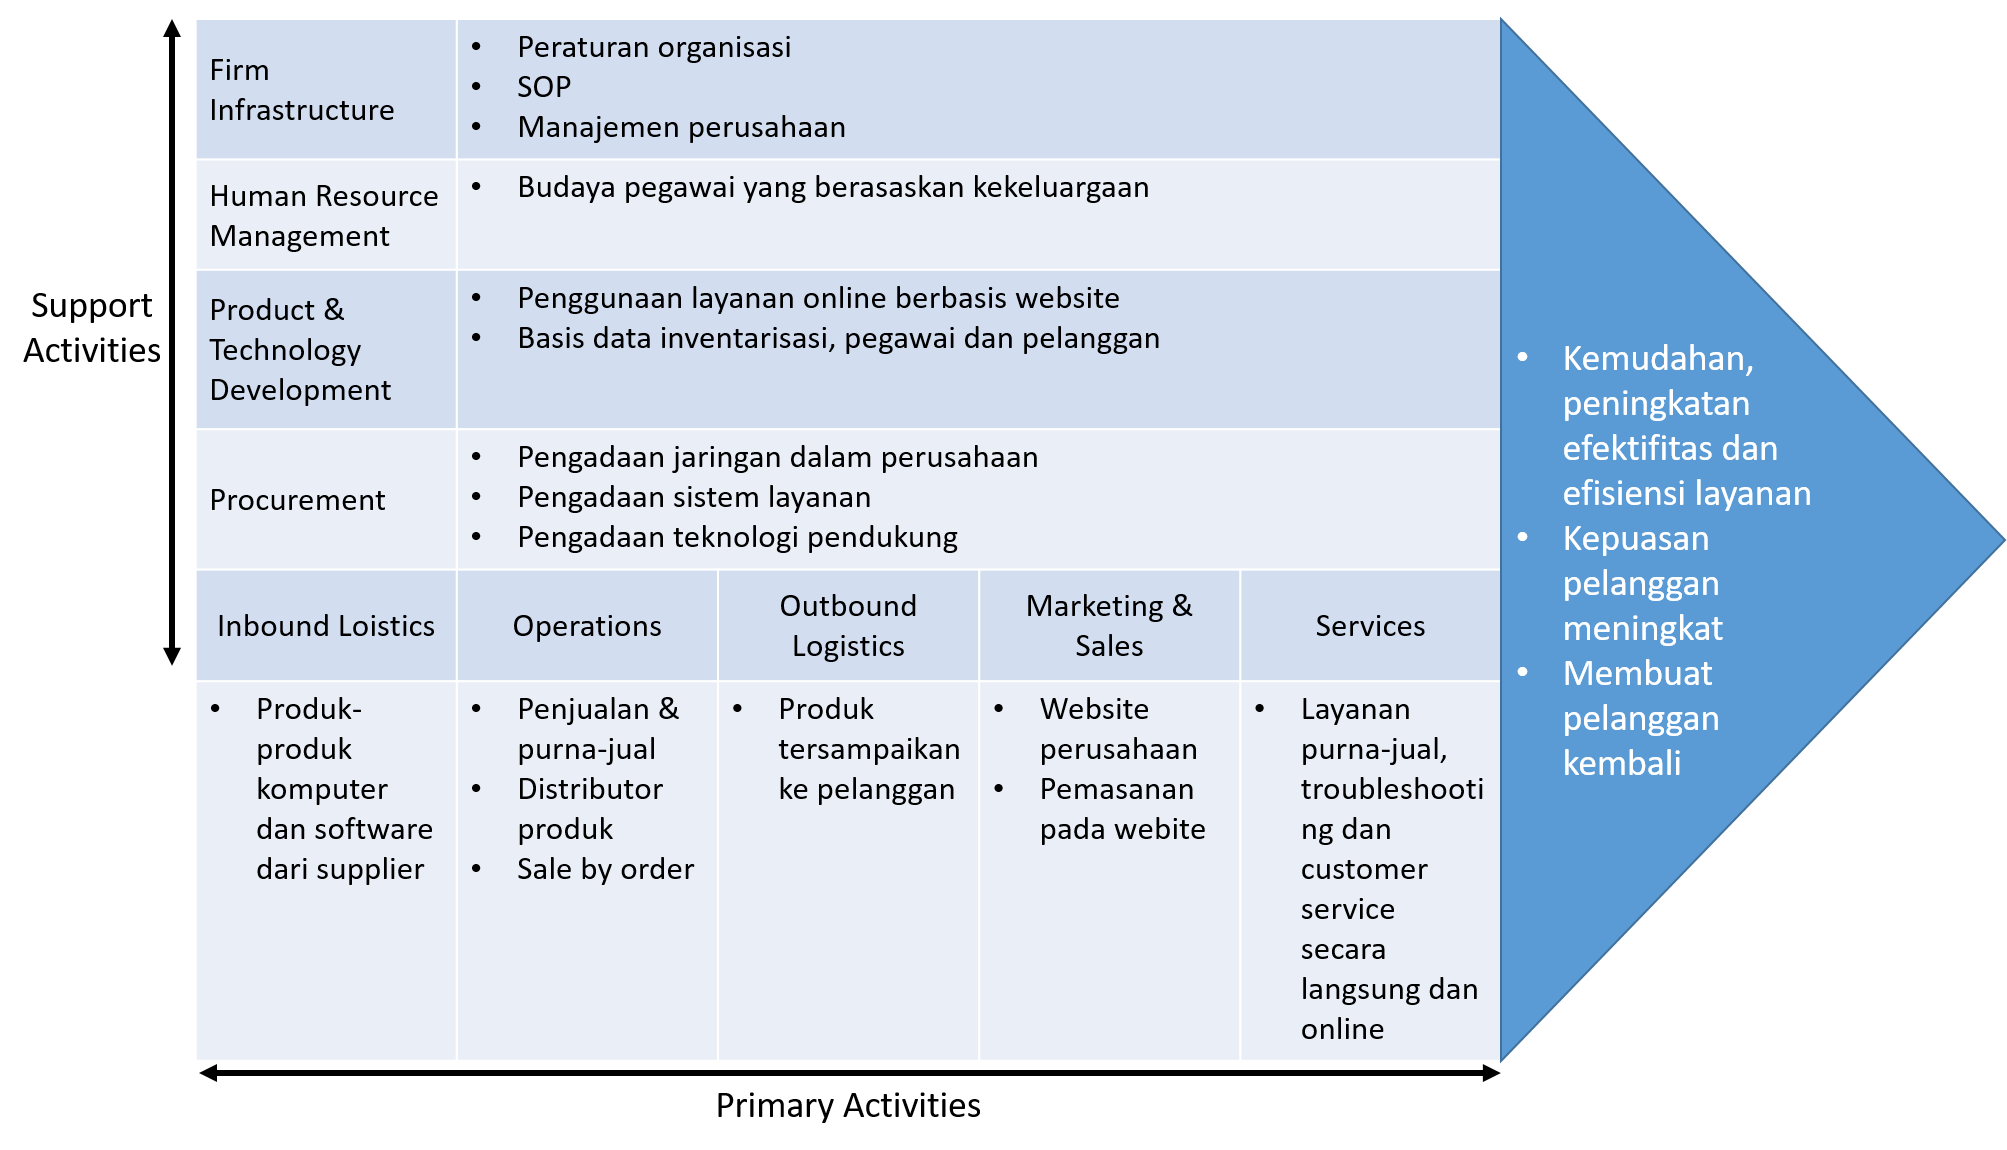 Support
Activities
Firm
Infrastructure
• Peraturan organisasi
• SOP
• Manajemen perusahaan
Human Resource
Management
• Budaya pegawai yang berasaskan kekeluargaan
Product &
Technology
Development
• Penggunaan layanan online berbasis website
• Basis data inventarisasi, pegawai dan pelanggan
Procurement
• Pengadaan jaringan dalam perusahaan
• Pengadaan sistem layanan
• Pengadaan teknologi pendukung
Inbound Loistics
Operations
Outbound
Logistics
Marketing &
Sales
Services
• Produk-
produk
komputer
dan software
dari supplier
• Penjualan &
purna-jual
• Distributor
produk
• Sale by order
• Produk
tersampaikan
ke pelanggan
• Website
perusahaan
• Pemasanan
pada webite
• Layanan
purna-jual,
troubleshooti
ng dan
customer
service
secara
langsung dan
online
• Kemudahan,
peningkatan
efektifitas dan
efisiensi layanan
• Kepuasan
pelanggan
meningkat
• Membuat
pelanggan
kembali
Primary Activities